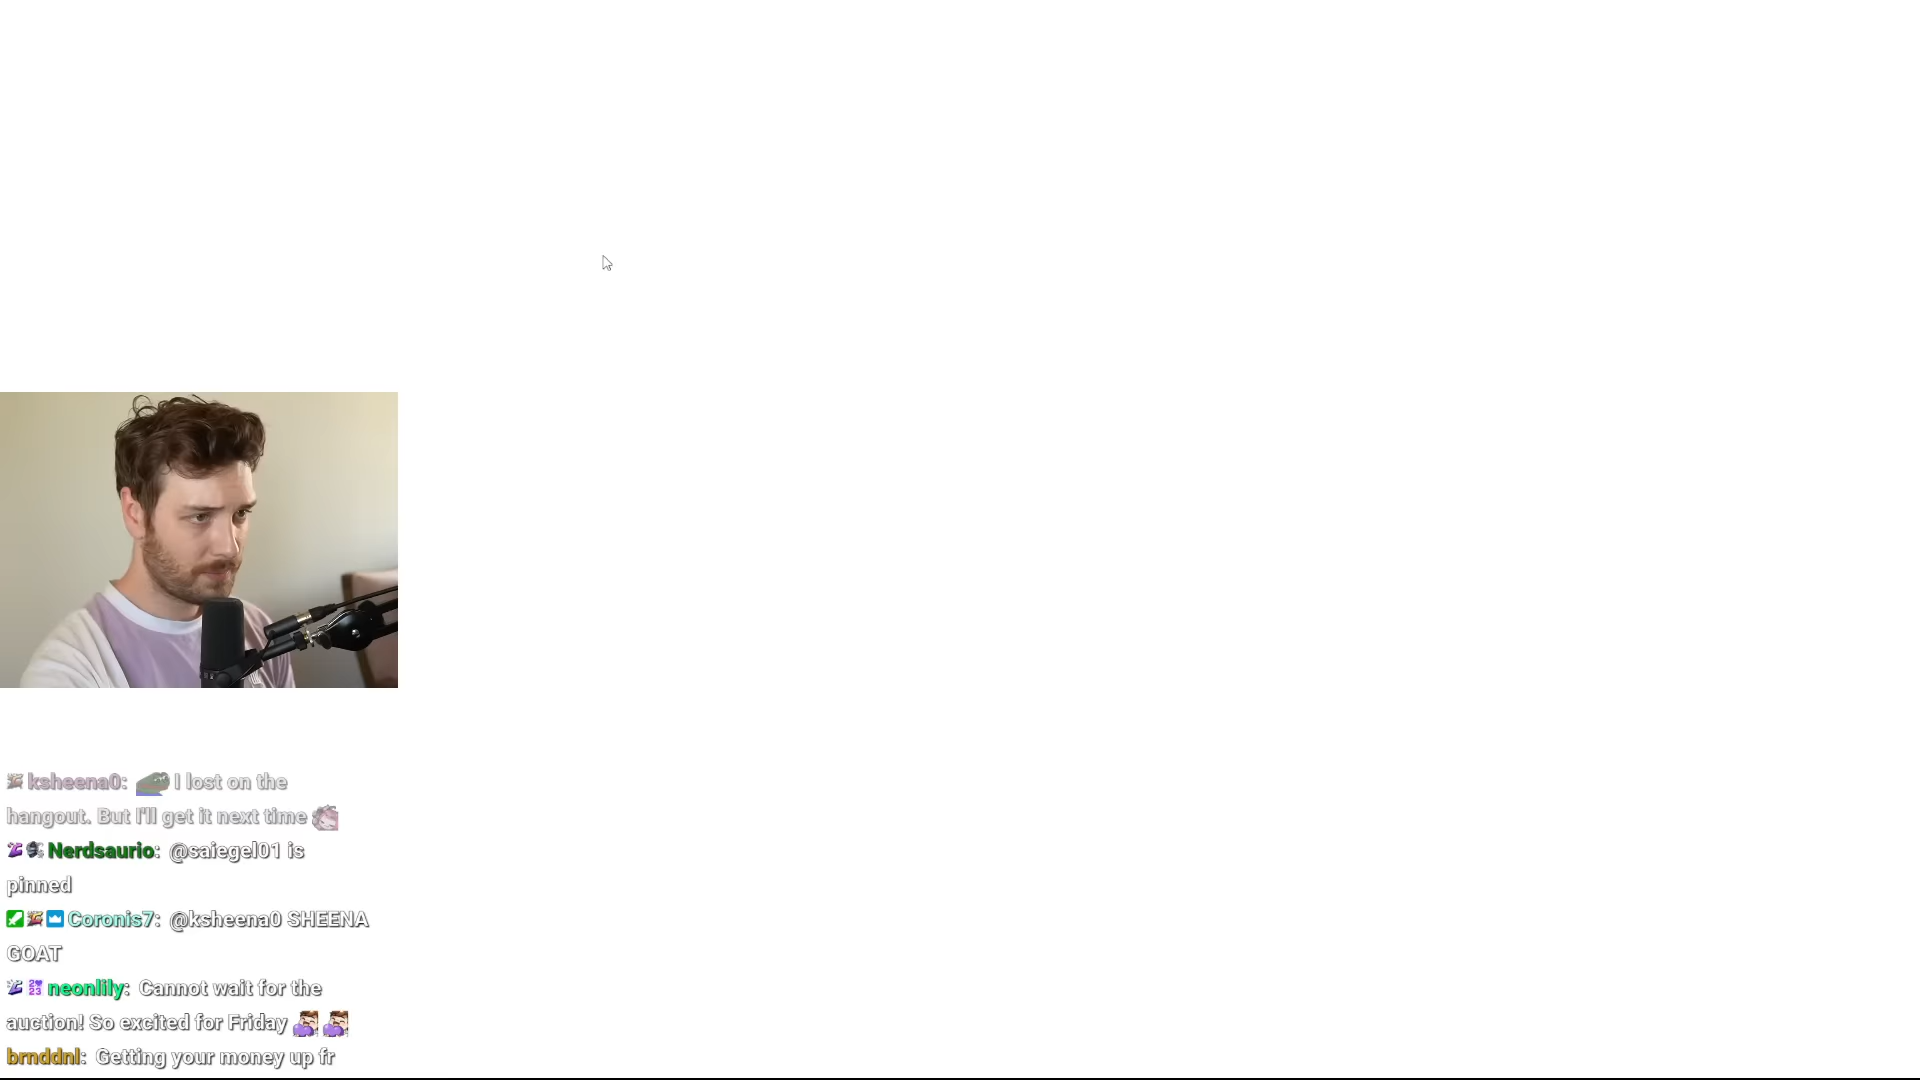 ksheena0: I lost on the
hangout. But I'll get it next time
Nerdsaurio: @saiegel01 is
pinned
Coronis7: @ksheena0 SHEENA
GOAT
neonlily: Cannot wait for the
auction! So excited for Friday
brnddnl: Getting your money up fr